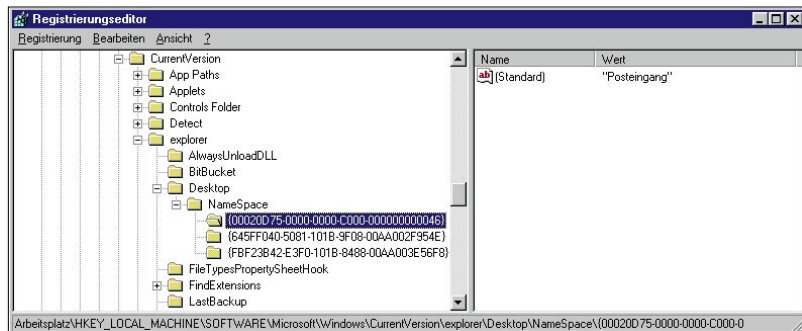 Registrierungseditor
Registrierung Bearbeiten Ansicht ?
CurrentVersion
App Paths
Applets
Controls Folder
Detect
explorer
AlwaysUnloadDLL
BitBucket
Desktop
NameSpace
{00020D75-0000-0000-C000-000000000046}
{645FF040-5081-101B-9F08-00AA002F954E}
{FBF23B42-E3F0-101B-8488-00AA003E56F8}
FileTypesPropertySheetHook
FindExtensions
LastBackup
Name Wert
ab (Standard) "Posteingang"
Arbeitsplatz\HKEY_LOCAL_MACHINE\SOFTWARE\Microsoft\Windows\CurrentVersion\explorer\Desktop\NameSpace\{00020D75-0000-0000-C000-0